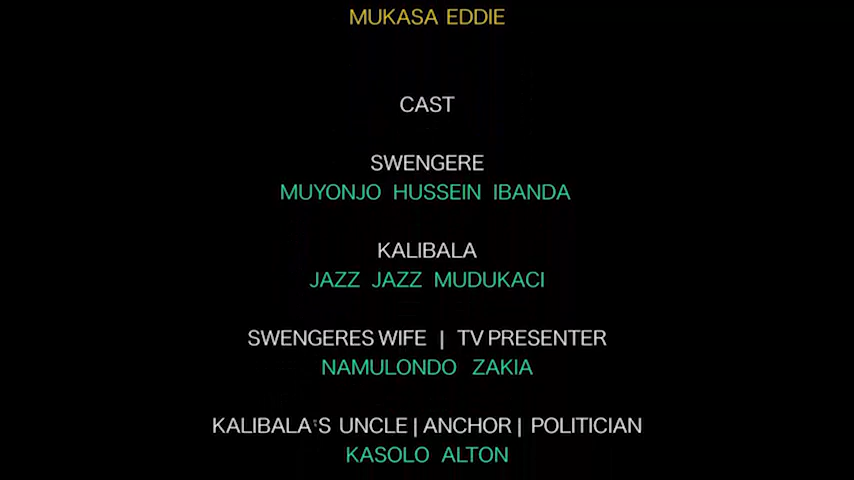 MUKASA EDDIE
CAST
SWENGERE
MUYONJO HUSSEIN IBANDA
KALIBALA
JAZZ JAZZ MUDUKACI
SWENGERES WIFE | TV PRESENTER
NAMULONDO ZAKIA
KALIBALA'S UNCLE | ANCHOR | POLITICIAN
KASOLO ALTON